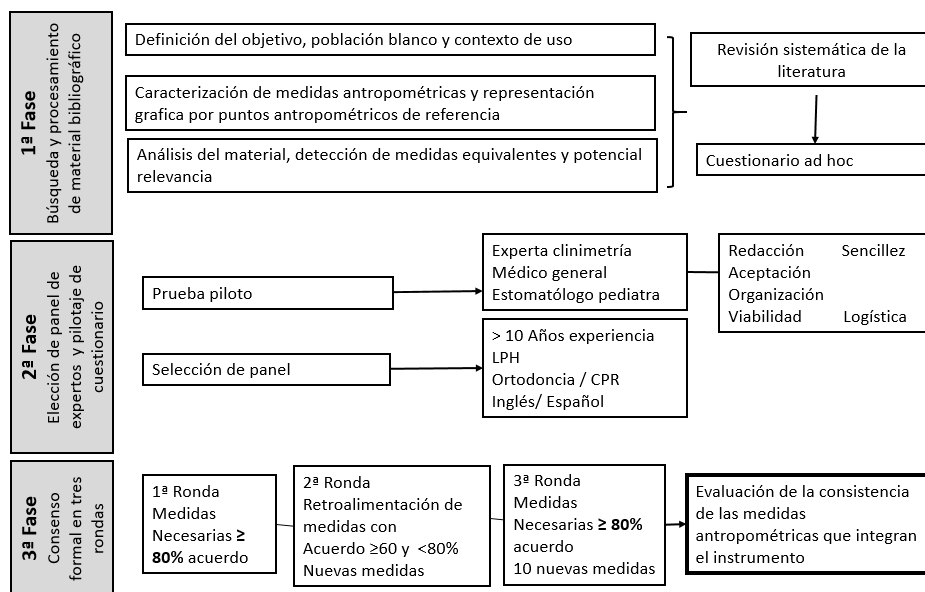 1ª Fase
Búsqueda y procesamiento
de material bibliográfico
Definición del objetivo, población blanco y contexto de uso
Caracterización de medidas antropométricas y representación
grafica por puntos antropométricos de referencia
Análisis del material, detección de medidas equivalentes y potencial
relevancia
Revisión sistemática de la
literatura
Cuestionario ad hoc
2ª Fase
Elección de panel de
expertos y pilotaje de
cuestionario
Prueba piloto
Experta clinimetría
Médico general
Estomatólogo pediatra
Redacción Sencillez
Aceptación
Organización
Viabilidad Logística
Selección de panel
> 10 Años experiencia
LPH
Ortodoncia / CPR
Inglés/ Español
3ª Fase
Consenso
formal en tres
rondas
1ª Ronda
Medidas
Necesarias ≥
80% acuerdo
2ª Ronda
Retroalimentación de
medidas con
Acuerdo ≥60 y <80%
Nuevas medidas
3ª Ronda
Medidas
Necesarias ≥ 80%
acuerdo
10 nuevas medidas
Evaluación de la consistencia
de las medidas
antropométricas que integran
el instrumento